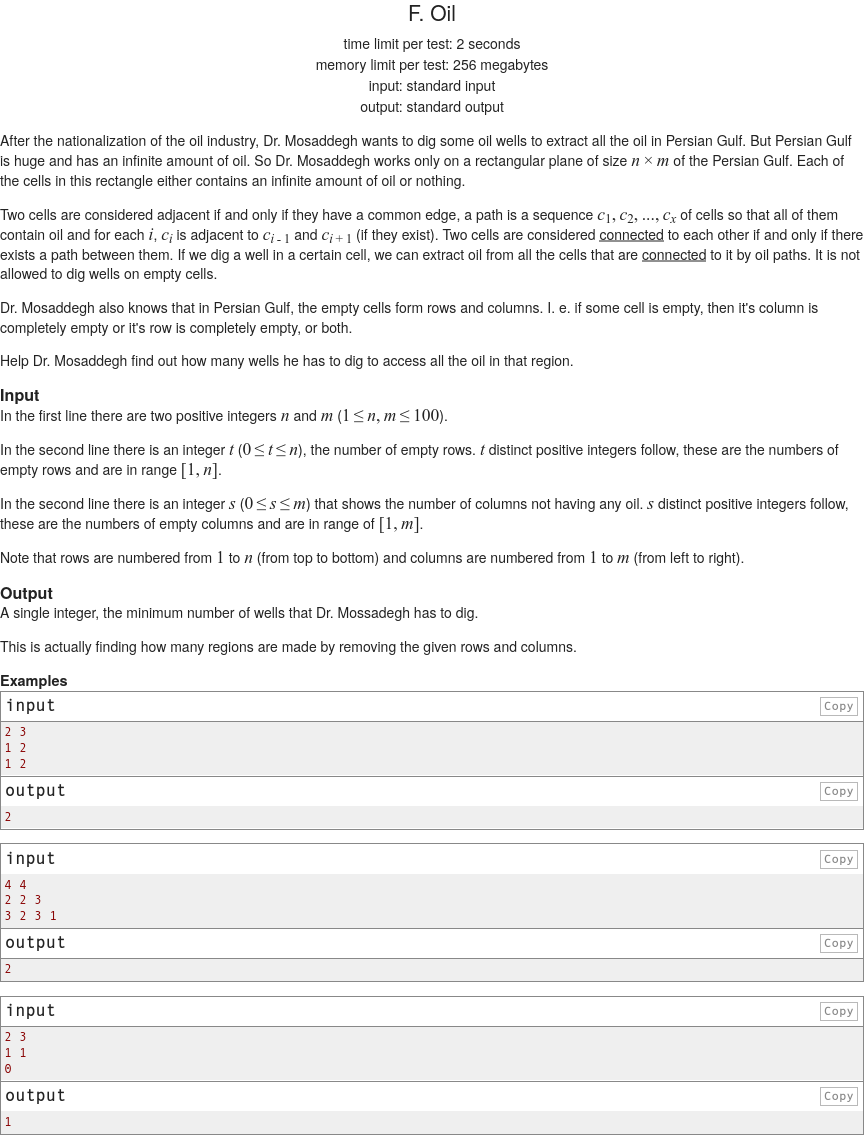 F. Oil
time limit per test: 2 seconds
memory limit per test: 256 megabytes
input: standard input
output: standard output
After the nationalization of the oil industry, Dr. Mosaddegh wants to dig some oil wells to extract all the oil in Persian Gulf. But Persian Gulf
is huge and has an infinite amount of oil. So Dr. Mosaddegh works only on a rectangular plane of size n × m of the Persian Gulf. Each of
the cells in this rectangle either contains an infinite amount of oil or nothing.
Two cells are considered adjacent if and only if they have a common edge, a path is a sequence c1, c2, ..., cx of cells so that all of them
contain oil and for each i, ci is adjacent to ci - 1 and ci + 1 (if they exist). Two cells are considered connected to each other if and only if there
exists a path between them. If we dig a well in a certain cell, we can extract oil from all the cells that are connected to it by oil paths. It is not
allowed to dig wells on empty cells.
Dr. Mosaddegh also knows that in Persian Gulf, the empty cells form rows and columns. I. e. if some cell is empty, then it's column is
completely empty or it's row is completely empty, or both.
Help Dr. Mosaddegh find out how many wells he has to dig to access all the oil in that region.
Input
In the first line there are two positive integers n and m (1 ≤ n, m ≤ 100).
In the second line there is an integer t (0 ≤ t ≤ n), the number of empty rows. t distinct positive integers follow, these are the numbers of
empty rows and are in range [1, n].
In the second line there is an integer s (0 ≤ s ≤ m) that shows the number of columns not having any oil. s distinct positive integers follow,
these are the numbers of empty columns and are in range of [1, m].
Note that rows are numbered from 1 to n (from top to bottom) and columns are numbered from 1 to m (from left to right).
Output
A single integer, the minimum number of wells that Dr. Mossadegh has to dig.
This is actually finding how many regions are made by removing the given rows and columns.
Examples
input Copy
2 3
1 2
1 2
output Copy
2
input Copy
4 4
2 2 3
3 2 3 1
output Copy
2
input Copy
2 3
1 1
0
output Copy
1